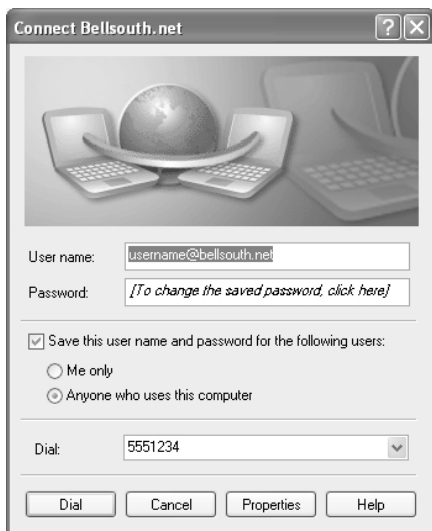 Connect Bellsouth.net
User name: username@bellsouth.net
Password: [To change the saved password, click here]
Save this user name and password for the following users:
Me only
Anyone who uses this computer
Dial: 5551234
Dial Cancel Properties Help